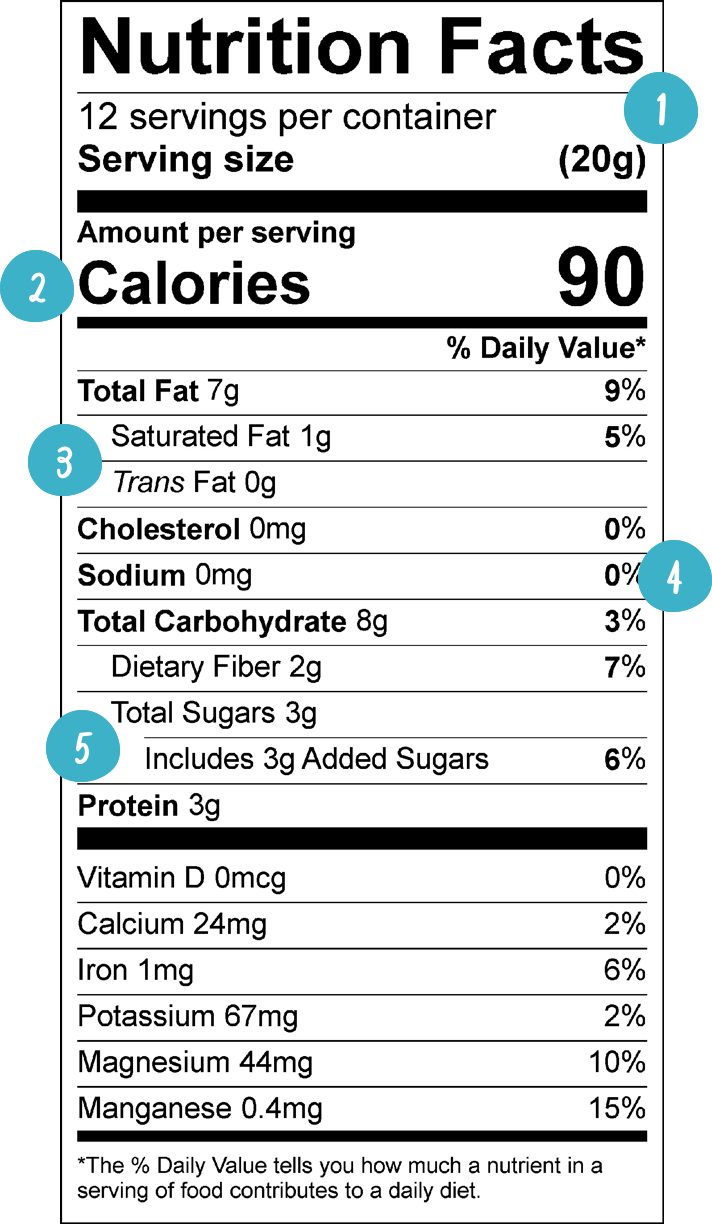 Nutrition Facts
1
12 servings per container
Serving size (20g)
Amount per serving
2
Calories 90
% Daily Value*
Total Fat 7g 9%
Saturated Fat 1g 5%
3
Trans Fat 0g
Cholesterol 0mg 0%
Sodium 0mg 0%
4
Total Carbohydrate 8g 3%
Dietary Fiber 2g 7%
Total Sugars 3g
5
Includes 3g Added Sugars 6%
Protein 3g
Vitamin D 0mcg 0%
Calcium 24mg 2%
Iron 1mg 6%
Potassium 67mg 2%
Magnesium 44mg 10%
Manganese 0.4mg 15%
*The % Daily Value tells you how much a nutrient in a
serving of food contributes to a daily diet.